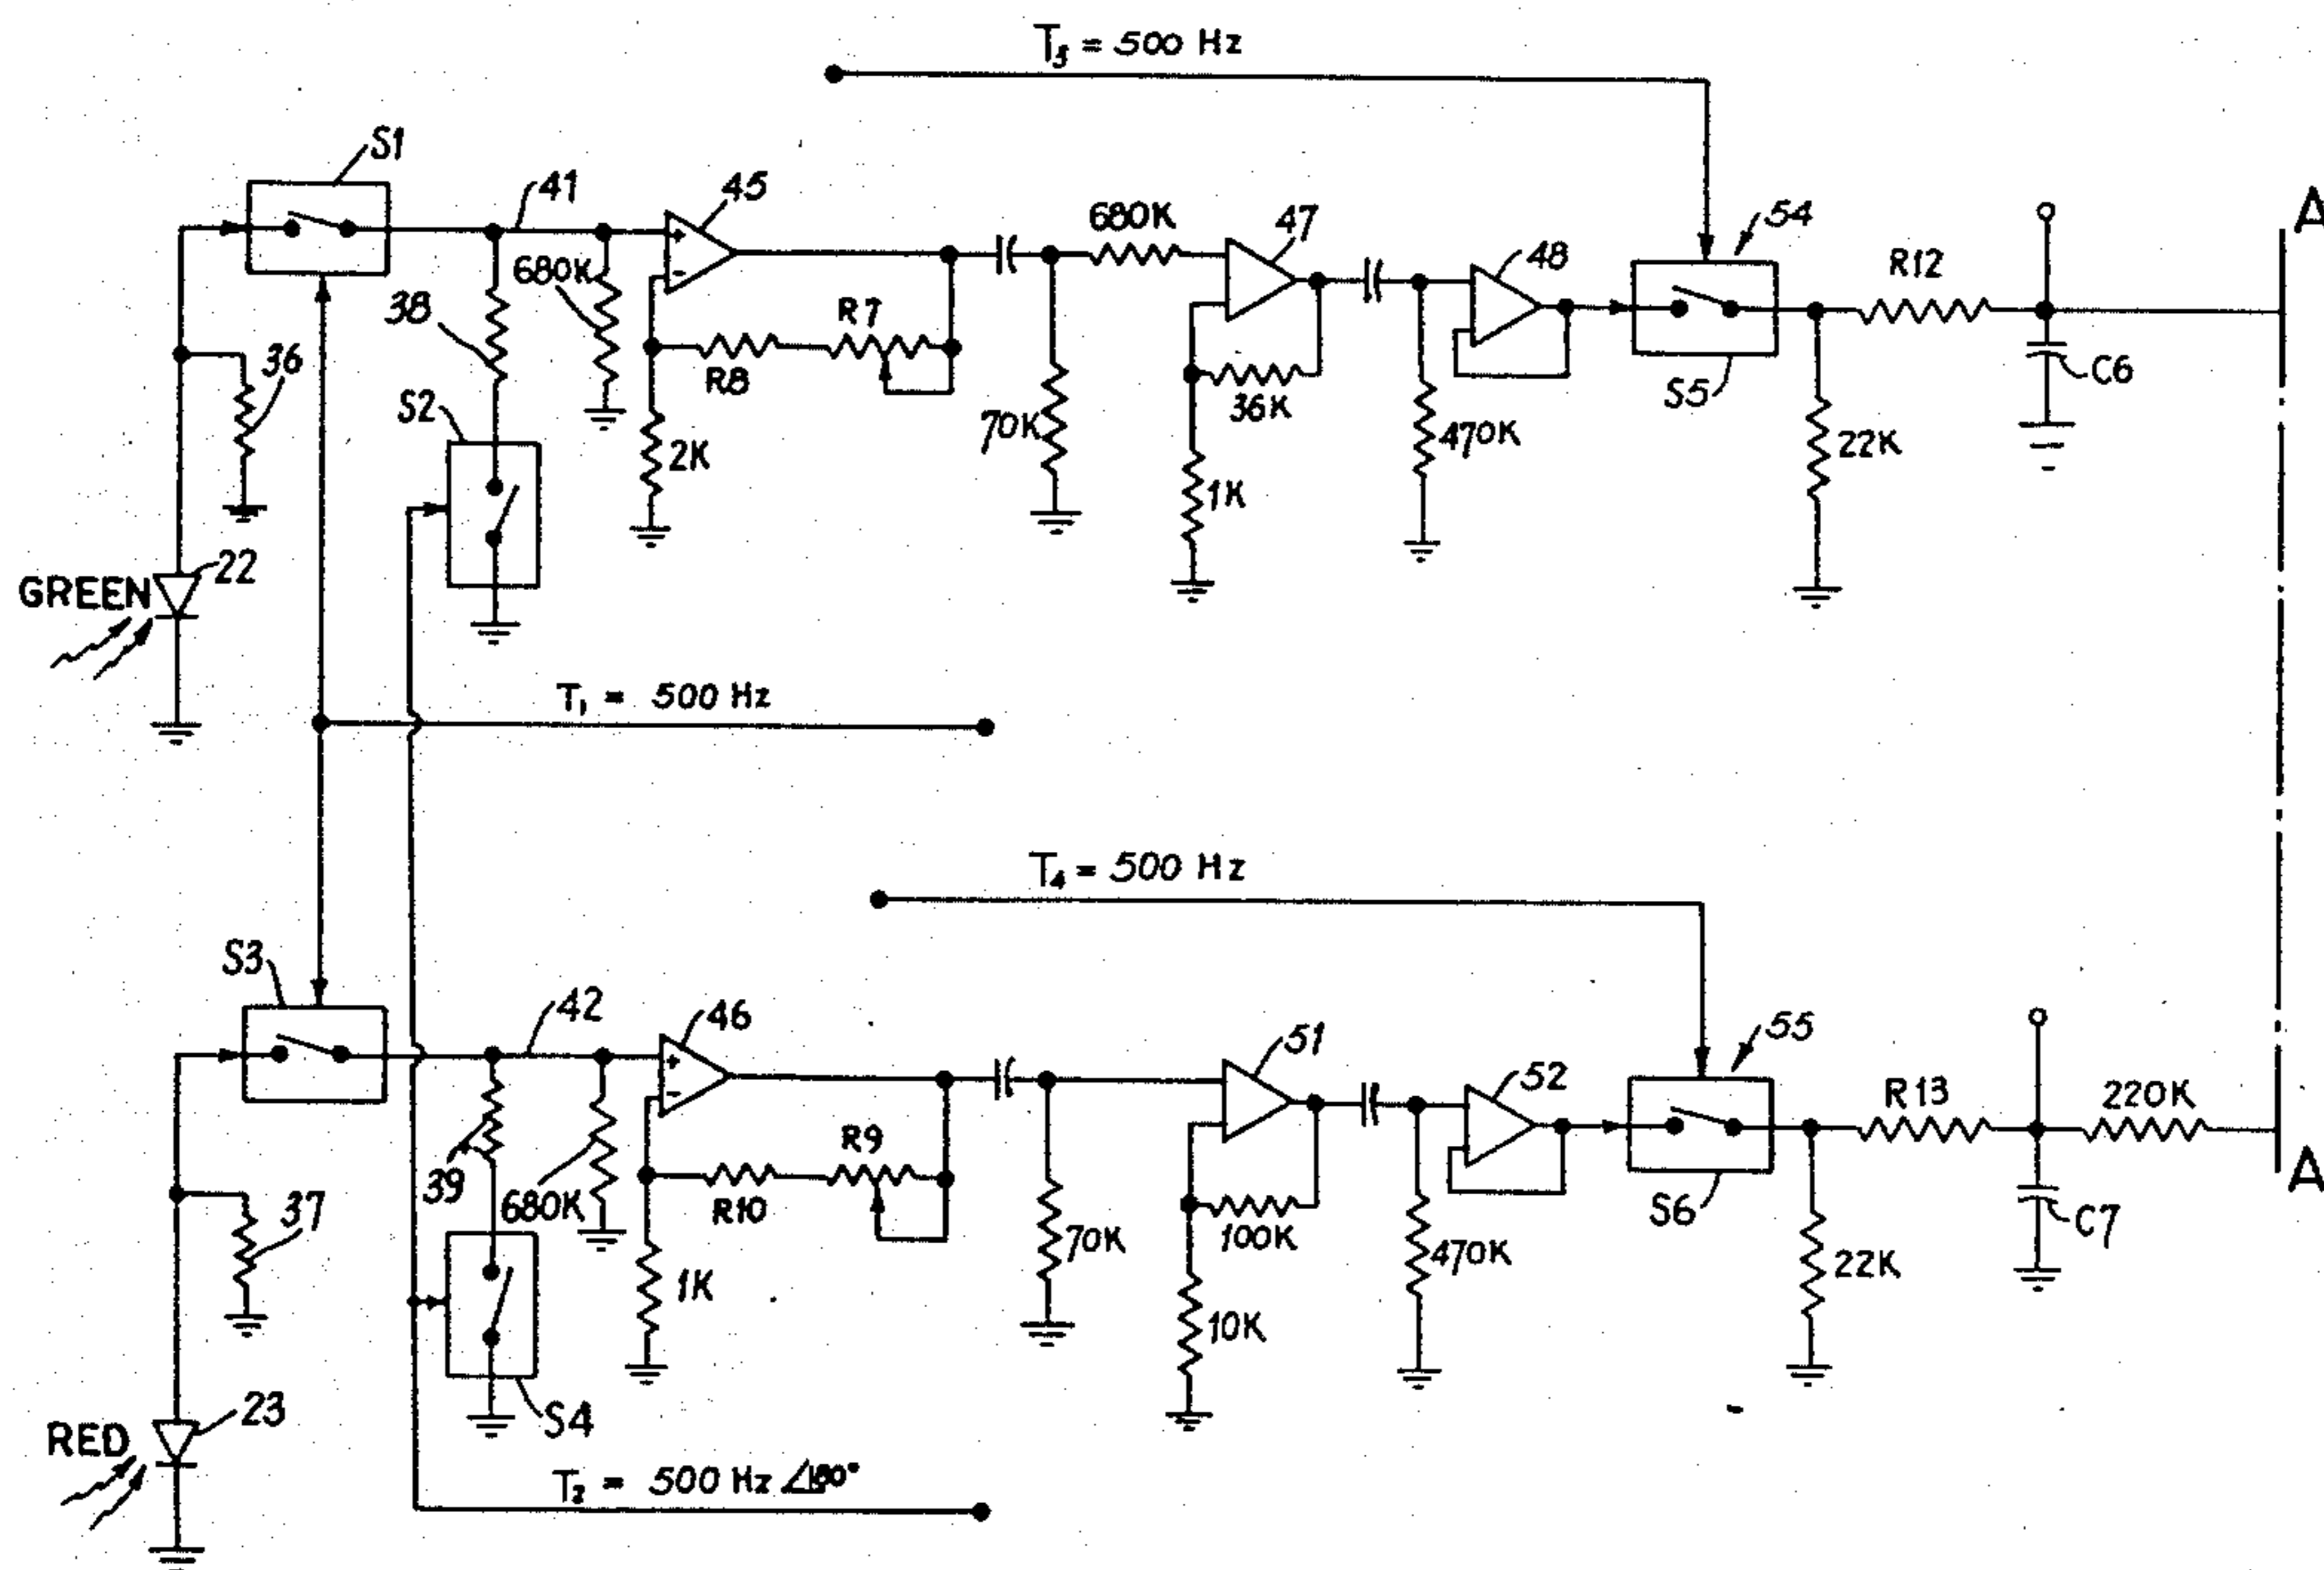 T3 = 500 Hz
S1
41
45
680K
47
48
54
R12
A
38
680K
R7
36
R8
S2
36K
S5
C6
70K
2K
470K
22K
1K
GREEN
22
T1 = 500 Hz
T4 = 500 Hz
S3
42
46
51
52
55
R13
220K
R9
39
680K
R10
37
100K
S6
C7
A
70K
470K
22K
1K
10K
RED
23
S4
T2 = 500 Hz ∠180°